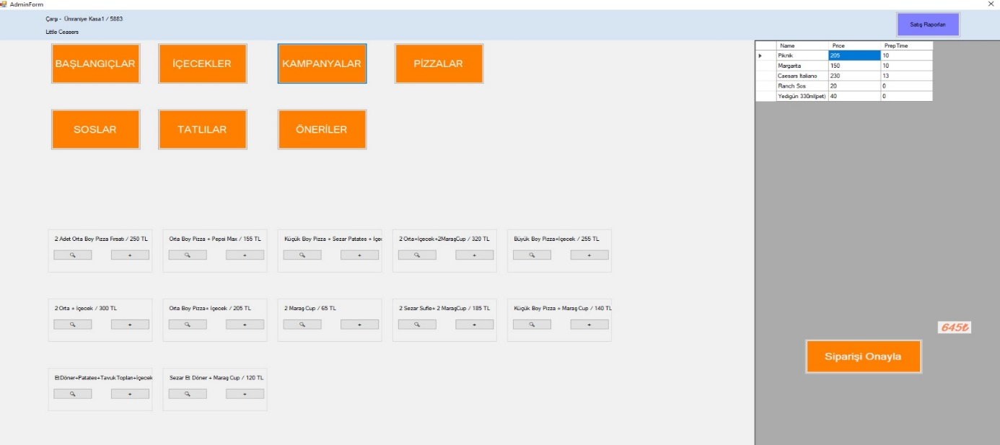 AdminForm
Çarşı - Ümraniye Kasa1 / 5883
Little Ceasers
Satış Raporları
BAŞLANGIÇLAR
İÇECEKLER
KAMPANYALAR
PİZZALAR
SOSLAR
TATLILAR
ÖNERİLER
2 Adet Orta Boy Pizza Fırsatı / 250 TL
Orta Boy Pizza + Pepsi Max / 155 TL
Küçük Boy Pizza + Sezar Patates + İçe
2 Orta+İçecek+2MaraşCup / 320 TL
Büyük Boy Pizza+İçecek / 255 TL
+ + + + +
2 Orta + İçecek / 300 TL
Orta Boy Pizza+ İçecek / 205 TL
2 Maraş Cup / 65 TL
2 Sezar Sufle+ 2 MaraşCup / 185 TL
Küçük Boy Pizza + Maraş Cup / 140 TL
+ + + + +
EtDöner+Patates+TavukTopları+İçecek
Sezar Et Döner + Maraş Cup / 120 TL
+ +
Name Price PrepTime
Piknik 205 10
Margarita 150 10
Caesars Italiano 230 13
Ranch Sos 20 0
Yedigün 330ml(pet) 40 0
645₺
Siparişi Onayla